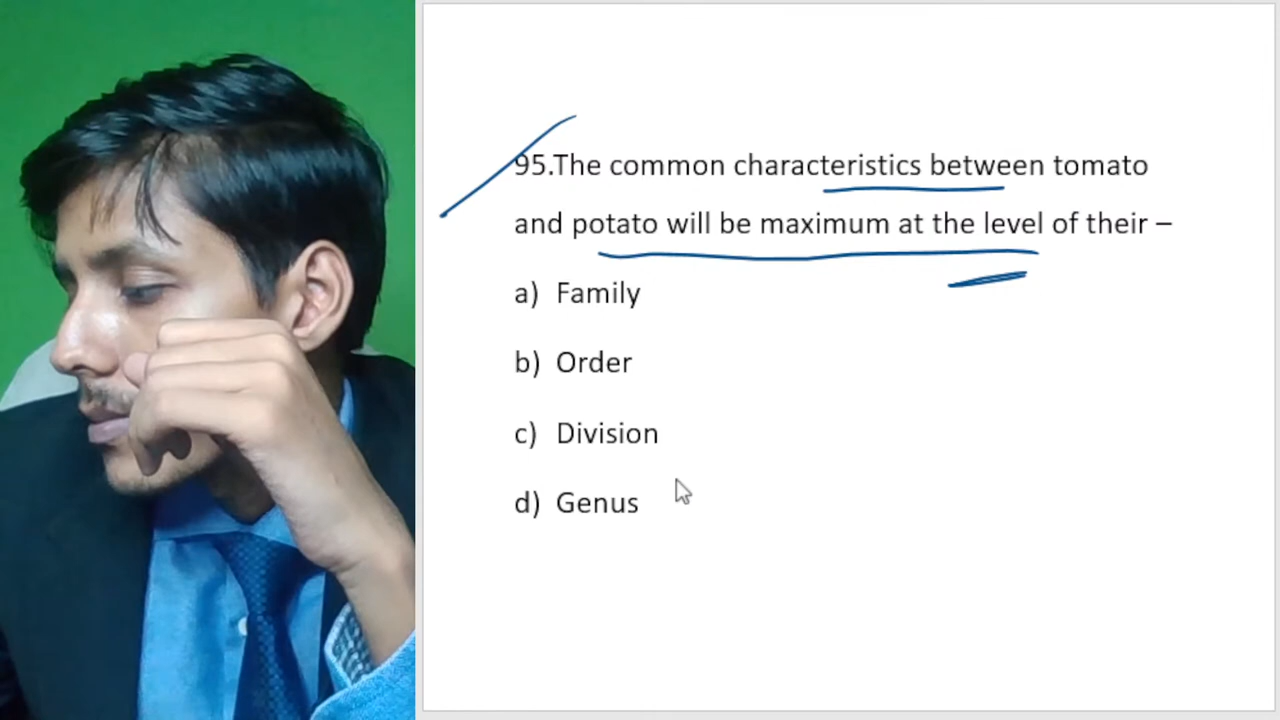 95.The common characteristics between tomato
and potato will be maximum at the level of their –
a) Family
b) Order
c) Division
d) Genus